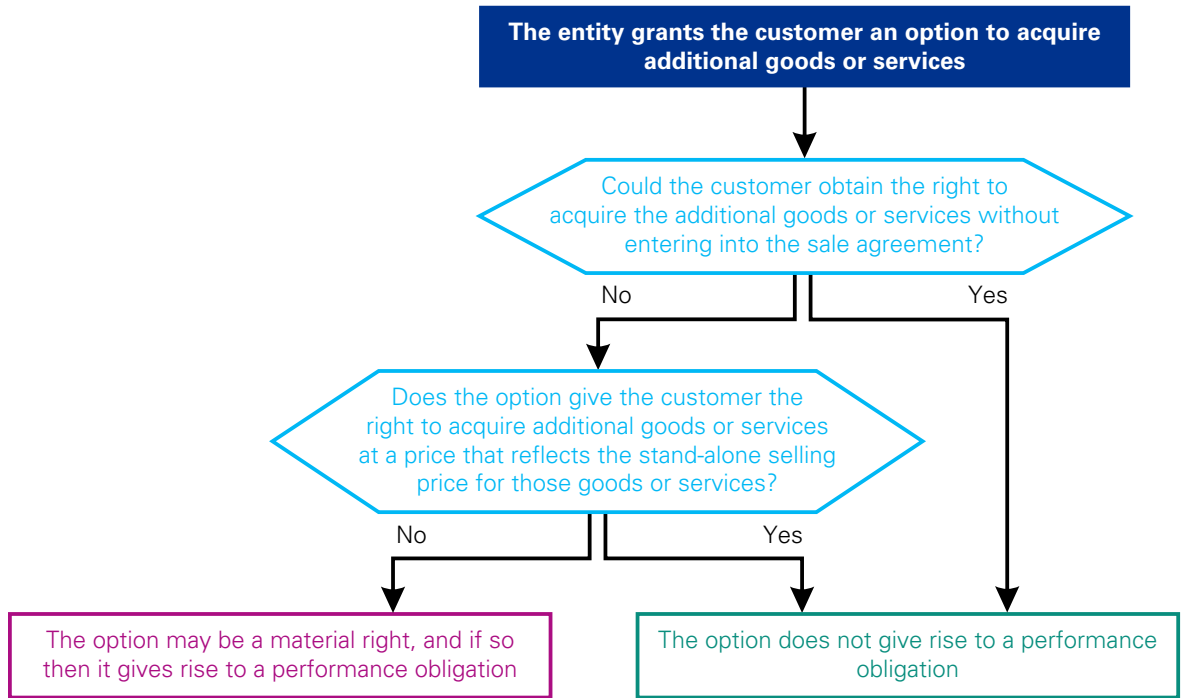 The entity grants the customer an option to acquire
additional goods or services
Could the customer obtain the right to
acquire the additional goods or services without
entering into the sale agreement?
No
Yes
Does the option give the customer the
right to acquire additional goods or services
at a price that reflects the stand-alone selling
price for those goods or services?
No
Yes
The option may be a material right, and if so
then it gives rise to a performance obligation
The option does not give rise to a performance
obligation